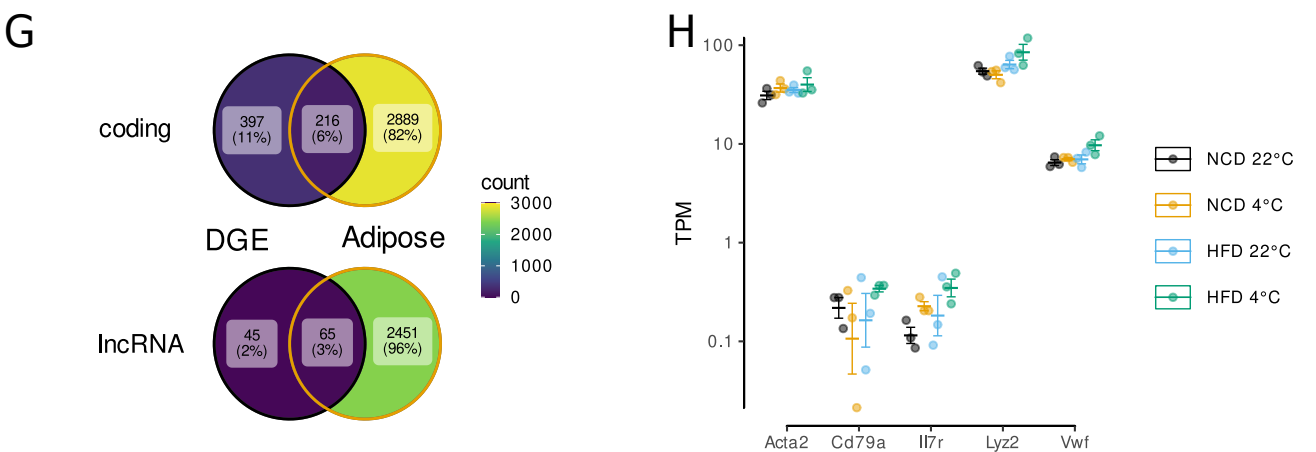 G
coding
397
(11%)
216
(6%)
2889
(82%)
DGE
Adipose
lncRNA
45
(2%)
65
(3%)
2451
(96%)
count
3000
2000
1000
0
H
TPM
100
10
1
0.1
Acta2
Cd79a
Il7r
Lyz2
Vwf
NCD 22°C
NCD 4°C
HFD 22°C
HFD 4°C